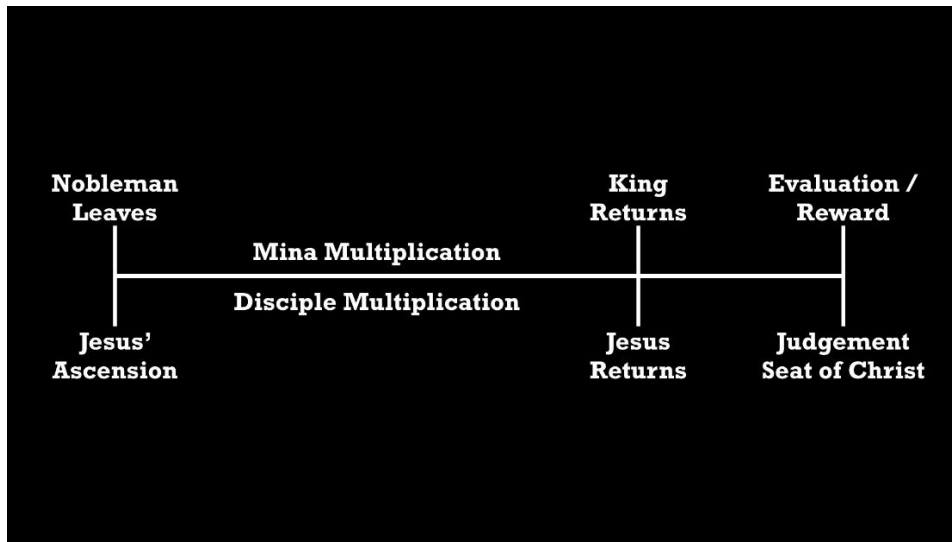 Nobleman
Leaves
King
Returns
Evaluation /
Reward
Mina Multiplication
Disciple Multiplication
Jesus’
Ascension
Jesus
Returns
Judgement
Seat of Christ